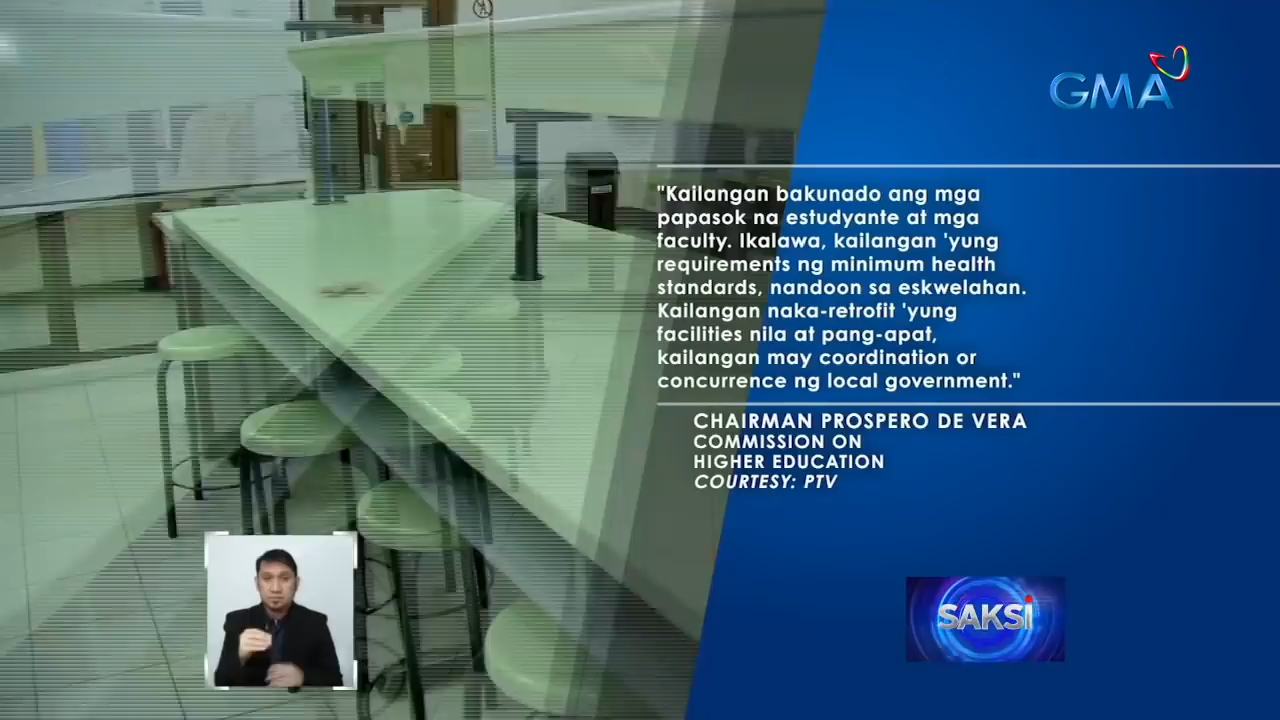 GMA
"Kailangan bakunado ang mga
papasok na estudyante at mga
faculty. Ikalawa, kailangan 'yung
requirements ng minimum health
standards, nandoon sa eskwelahan.
Kailangan naka-retrofit 'yung
facilities nila at pang-apat,
kailangan may coordination or
concurrence ng local government."
CHAIRMAN PROSPERO DE VERA
COMMISSION ON
HIGHER EDUCATION
COURTESY: PTV
SAKSI